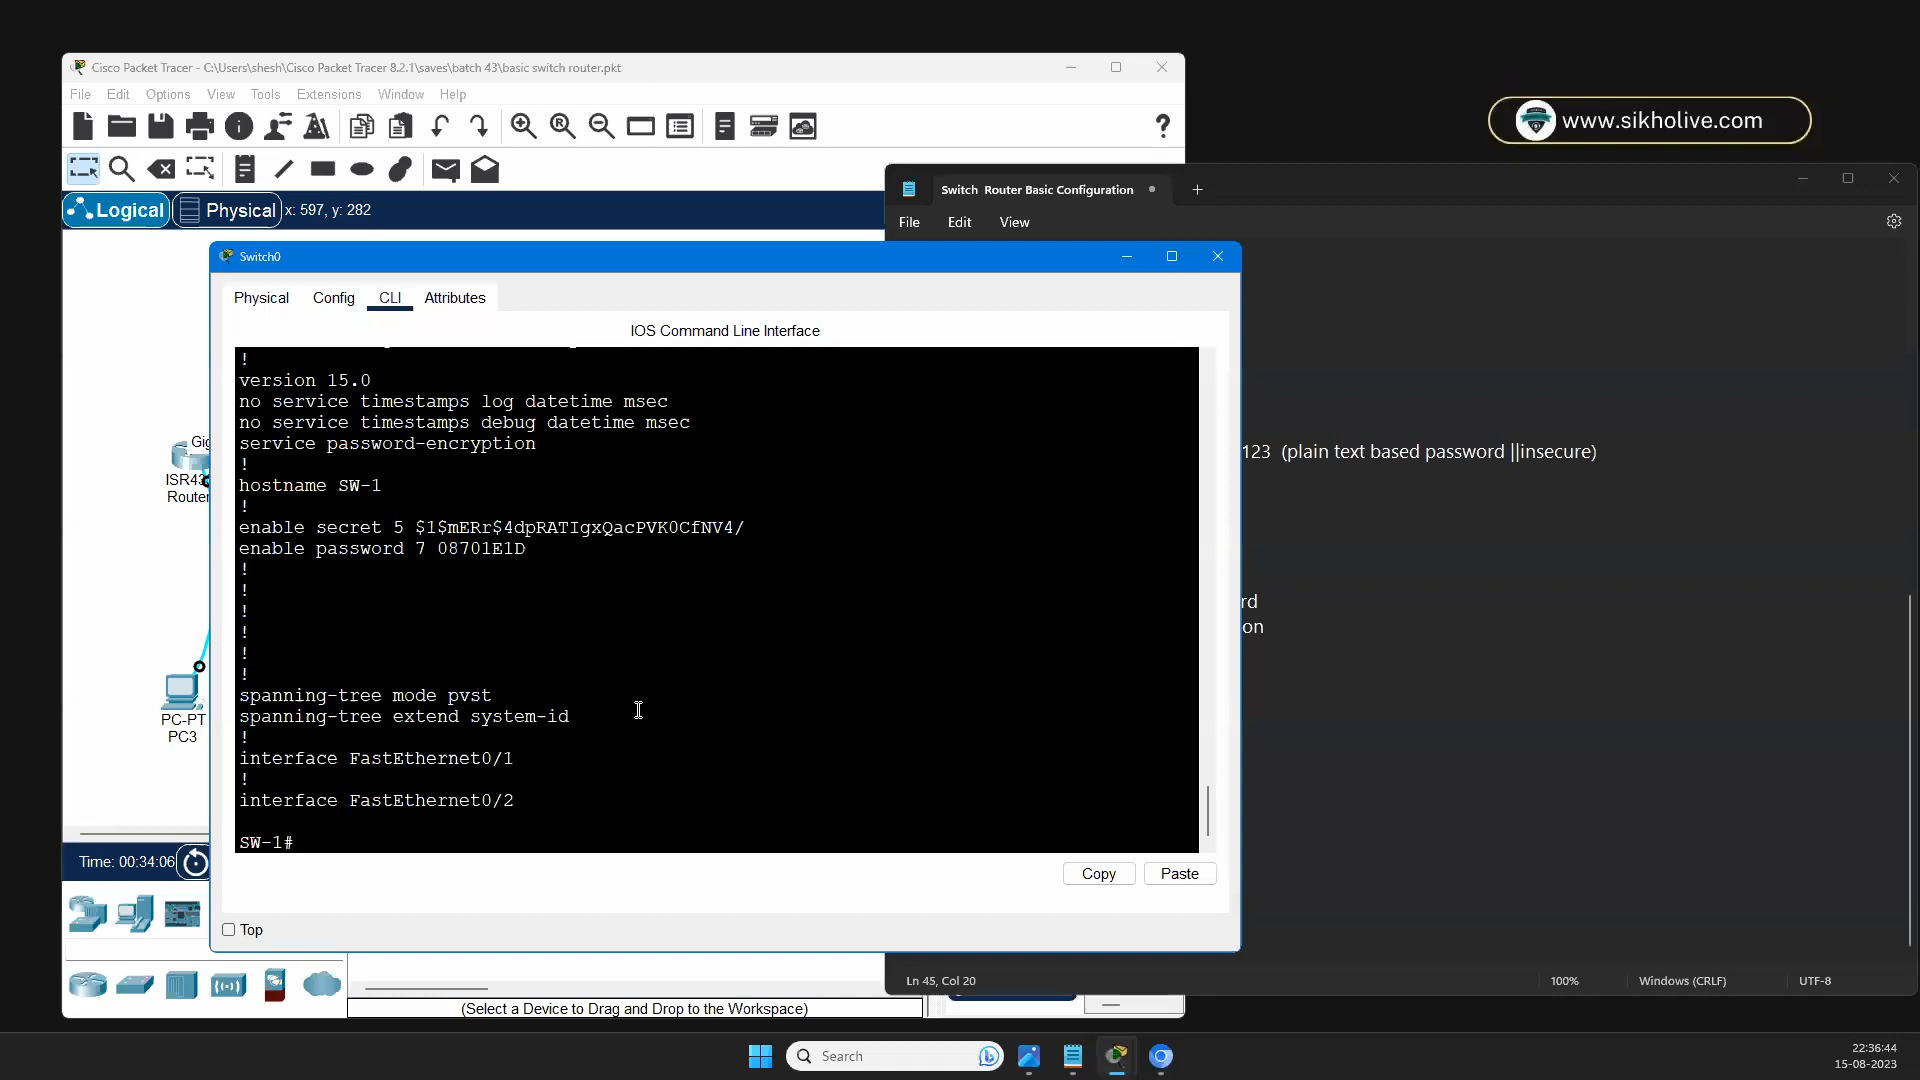 Cisco Packet Tracer - C:\Users\shesh\Cisco Packet Tracer 8.2.1\saves\batch 43\basic switch router.pkt
File Edit Options View Tools Extensions Window Help
www.sikholive.com
Logical Physical x: 597, y: 282
Switch Router Basic Configuration
File Edit View
Switch0
Physical Config CLI Attributes
IOS Command Line Interface
!
version 15.0
no service timestamps log datetime msec
no service timestamps debug datetime msec
service password-encryption
!
hostname SW-1
!
enable secret 5 $1$mERr$4dpRATIgxQacPVK0CfNV4/
enable password 7 08701E1D
!
!
!
!
!
!
spanning-tree mode pvst
spanning-tree extend system-id
!
interface FastEthernet0/1
!
interface FastEthernet0/2
SW-1#
Copy Paste
Top
Gig
ISR43
Router
PC-PT
PC3
Time: 00:34:06
123 (plain text based password ||insecure)
rd
on
Ln 45, Col 20 100% Windows (CRLF) UTF-8
(Select a Device to Drag and Drop to the Workspace)
Search
22:36:44
15-08-2023